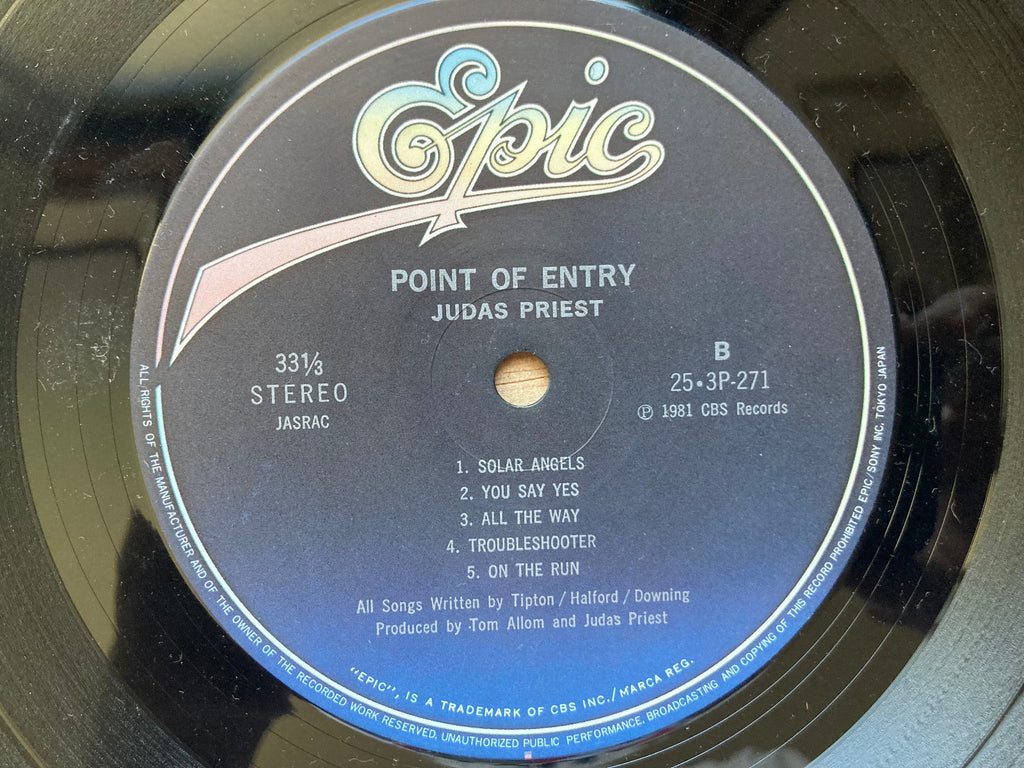 Epic
POINT OF ENTRY
JUDAS PRIEST
33⅓
STEREO
JASRAC
B
25•3P-271
Ⓟ 1981 CBS Records
1. SOLAR ANGELS
2. YOU SAY YES
3. ALL THE WAY
4. TROUBLESHOOTER
5. ON THE RUN
All Songs Written by Tipton/Halford/Downing
Produced by Tom Allom and Judas Priest
"EPIC", IS A TRADEMARK OF CBS INC./MARCA REG.
ALL RIGHTS OF THE MANUFACTURER AND OF THE OWNER OF THE RECORDED WORK RESERVED. UNAUTHORIZED PUBLIC PERFORMANCE, BROADCASTING AND COPYING OF THIS RECORD PROHIBITED EPIC/SONY INC. TOKYO JAPAN